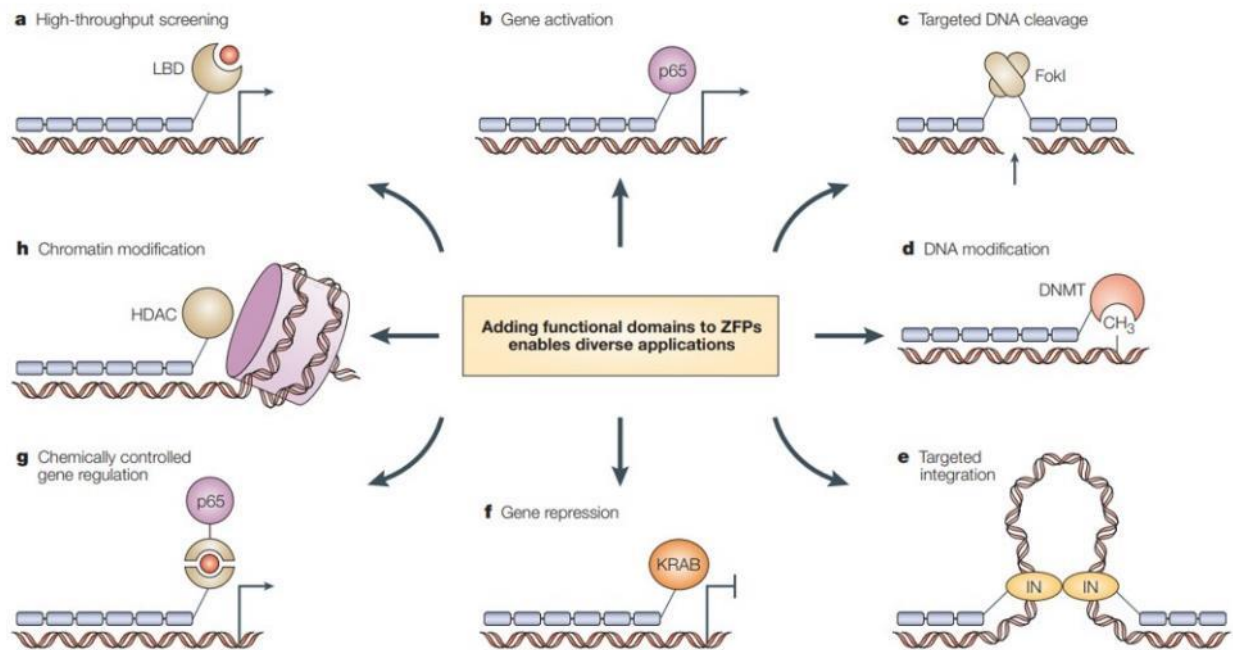 a High-throughput screening
LBD
b Gene activation
p65
c Targeted DNA cleavage
FokI
h Chromatin modification
HDAC
Adding functional domains to ZFPs
enables diverse applications
d DNA modification
DNMT
CH3
g Chemically controlled
gene regulation
p65
f Gene repression
KRAB
e Targeted
integration
IN IN